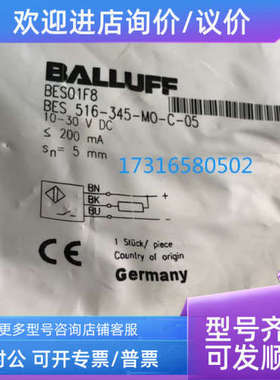 欢迎进店询价/议价
BALLUFF
BES01F8
BES 516-345-MO-C-05
10-30 V DC
≤ 200 mA
sn= 5 mm
17316580502
BN
+
BK
BU
-
CE
1 Stück/ piece
Country of origin
Germany
更多型号咨询店铺客服
型号齐
对公 可开专票/普票
可发顺